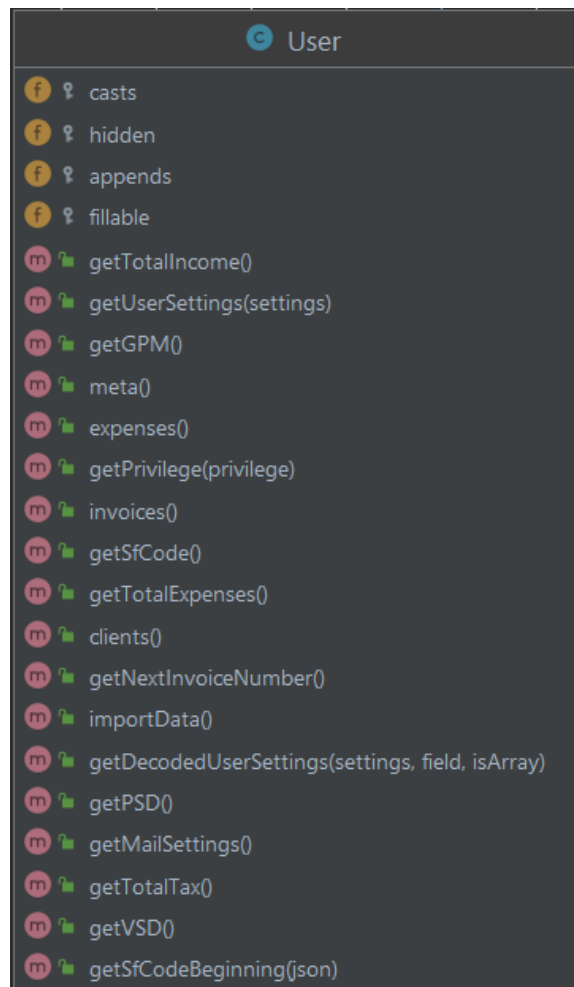 C User
f casts
f hidden
f appends
f fillable
m getTotalIncome()
m getUserSettings(settings)
m getGPM()
m meta()
m expenses()
m getPrivilege(privilege)
m invoices()
m getSfCode()
m getTotalExpenses()
m clients()
m getNextInvoiceNumber()
m importData()
m getDecodedUserSettings(settings, field, isArray)
m getPSD()
m getMailSettings()
m getTotalTax()
m getVSD()
m getSfCodeBeginning(json)